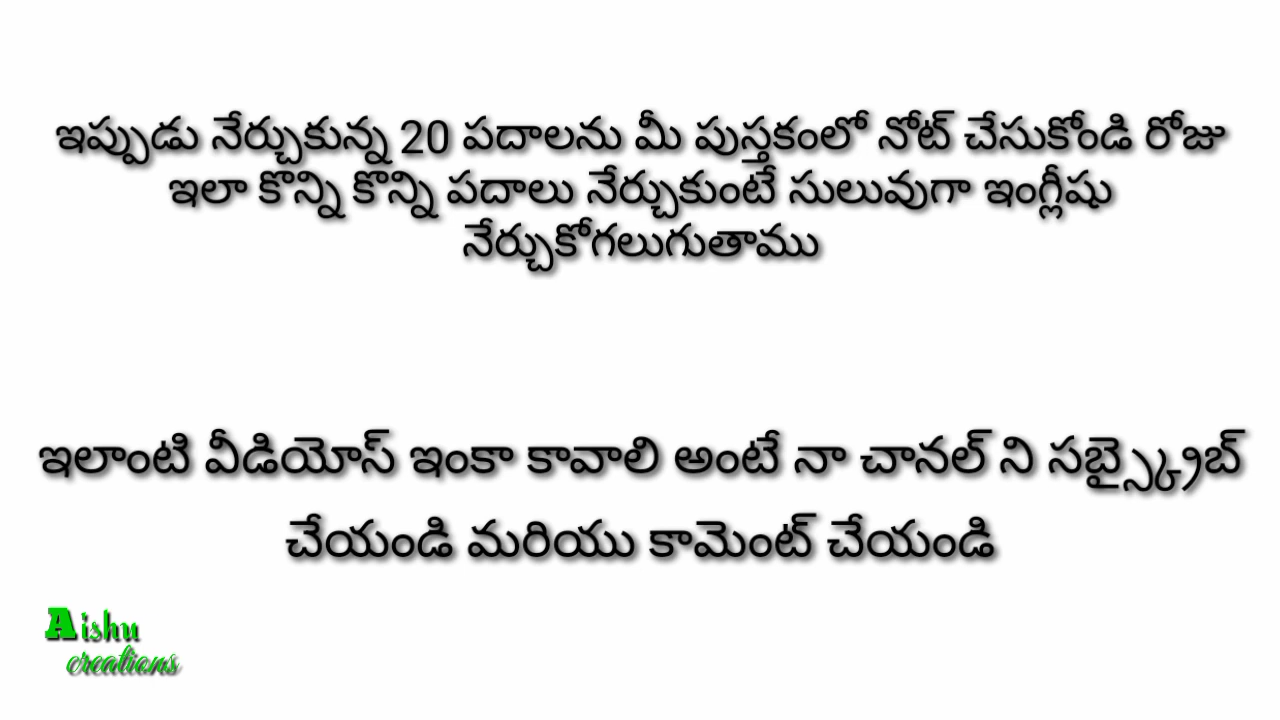 ఇప్పుడు నేర్చుకున్న 20 పదాలను మీ పుస్తకంలో నోట్ చేసుకోండి రోజు
ఇలా కొన్ని కొన్ని పదాలు నేర్చుకుంటే సులువుగా ఇంగ్లీషు
నేర్చుకోగలుగుతాము
ఇలాంటి వీడియోస్ ఇంకా కావాలి అంటే నా చానల్ ని సబ్స్క్రైబ్
చేయండి మరియు కామెంట్ చేయండి
Aishu
creations